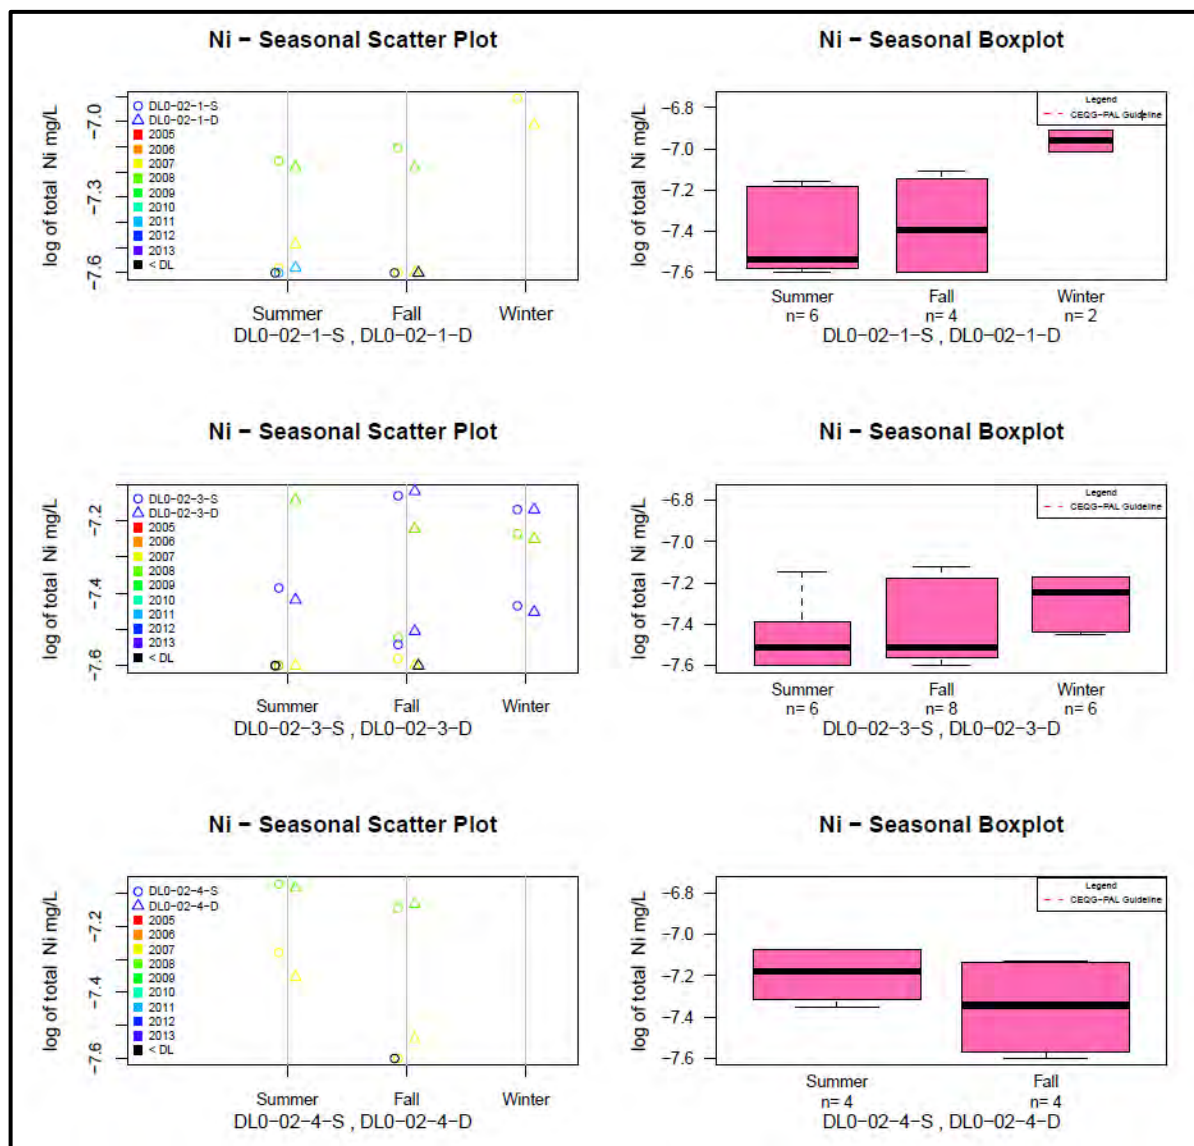 Ni − Seasonal Scatter Plot
log of total Ni mg/L
−7.0
−7.3
−7.6
DL0−02−1−S
DL0−02−1−D
2005
2006
2007
2008
2009
2010
2011
2012
2013
< DL
Summer
Fall
Winter
DL0−02−1−S , DL0−02−1−D
Ni − Seasonal Boxplot
log of total Ni mg/L
−6.8
−7.0
−7.2
−7.4
−7.6
Legend
CEQG−PAL Guideline
Summer
Fall
Winter
n= 6
n= 4
n= 2
DL0−02−1−S , DL0−02−1−D
Ni − Seasonal Scatter Plot
log of total Ni mg/L
−7.2
−7.4
−7.6
DL0−02−3−S
DL0−02−3−D
2005
2006
2007
2008
2009
2010
2011
2012
2013
< DL
Summer
Fall
Winter
DL0−02−3−S , DL0−02−3−D
Ni − Seasonal Boxplot
log of total Ni mg/L
−6.8
−7.0
−7.2
−7.4
−7.6
Legend
CEQG−PAL Guideline
Summer
Fall
Winter
n= 6
n= 8
n= 6
DL0−02−3−S , DL0−02−3−D
Ni − Seasonal Scatter Plot
log of total Ni mg/L
−7.2
−7.4
−7.6
DL0−02−4−S
DL0−02−4−D
2005
2006
2007
2008
2009
2010
2011
2012
2013
< DL
Summer
Fall
Winter
DL0−02−4−S , DL0−02−4−D
Ni − Seasonal Boxplot
log of total Ni mg/L
−6.8
−7.0
−7.2
−7.4
−7.6
Legend
CEQG−PAL Guideline
Summer
Fall
n= 4
n= 4
DL0−02−4−S , DL0−02−4−D